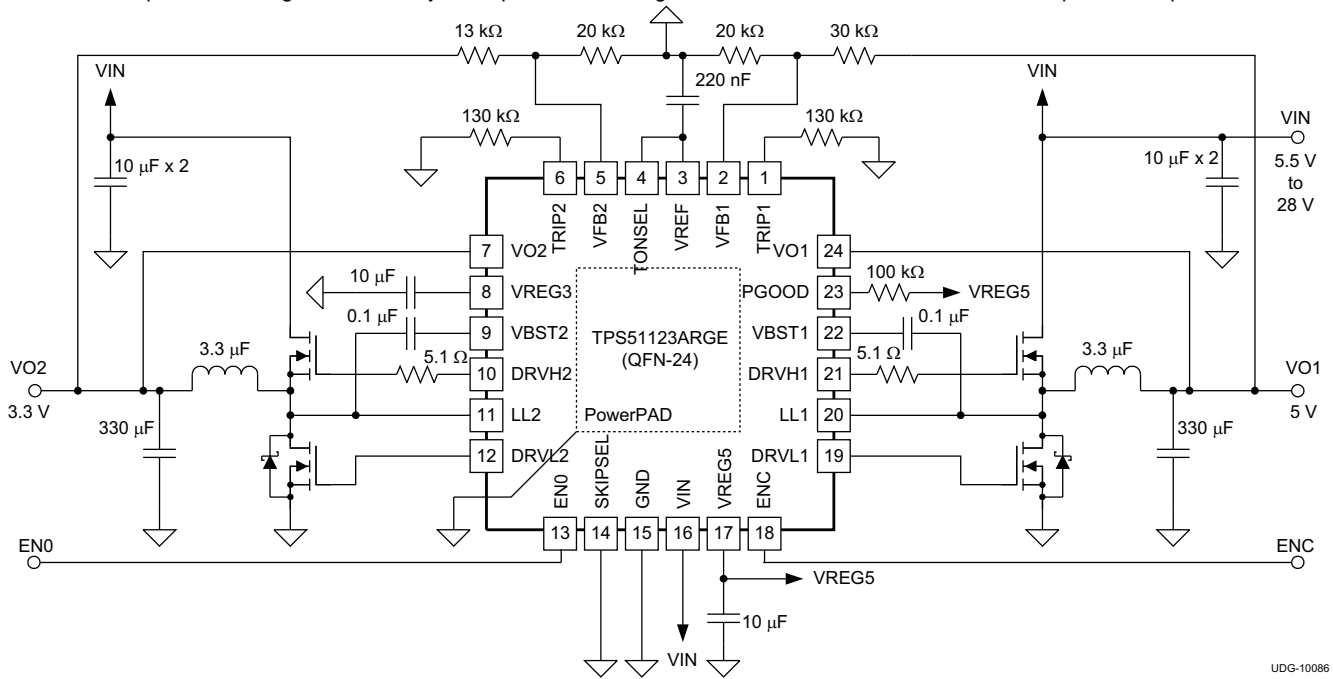 13 kΩ
20 kΩ
20 kΩ
30 kΩ
VIN
220 nF
VIN
130 kΩ
130 kΩ
VIN
10 μF x 2
10 μF x 2
5.5 V
to
28 V
6
5
4
3
2
1
TRIP2
VFB2
TONSEL
VREF
VFB1
TRIP1
7
VO2
VO1
24
10 μF
8
VREG3
PGOOD
23
100 kΩ
VREG5
0.1 μF
9
VBST2
TPS51123ARGE
(QFN-24)
VBST1
22
0.1 μF
VO2
3.3 V
3.3 μF
5.1 Ω
10
DRVH2
DRVH1
21
5.1 Ω
3.3 μF
VO1
5 V
330 μF
11
LL2
PowerPAD
LL1
20
330 μF
12
DRVL2
DRVL1
19
EN0
SKIPSEL
GND
VIN
VREG5
ENC
13
14
15
16
17
18
EN0
ENC
VREG5
10 μF
VIN
UDG-10086